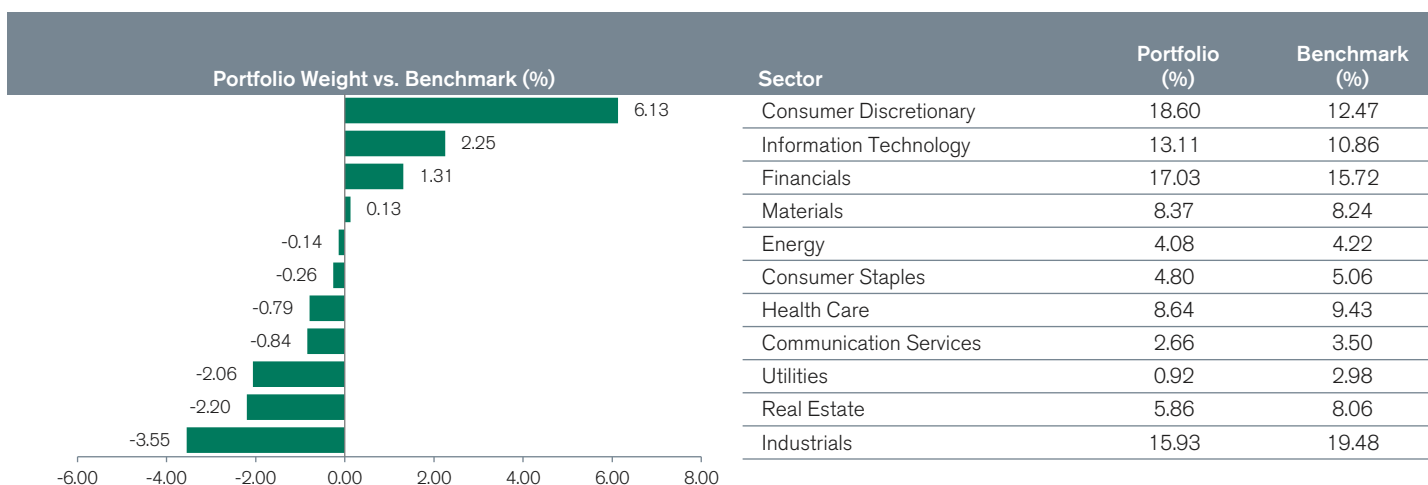 Portfolio Weight vs. Benchmark (%) Sector Portfolio (%) Benchmark (%)
6.13 Consumer Discretionary 18.60 12.47
2.25 Information Technology 13.11 10.86
1.31 Financials 17.03 15.72
0.13 Materials 8.37 8.24
-0.14 Energy 4.08 4.22
-0.26 Consumer Staples 4.80 5.06
-0.79 Health Care 8.64 9.43
-0.84 Communication Services 2.66 3.50
-2.06 Utilities 0.92 2.98
-2.20 Real Estate 5.86 8.06
-3.55 Industrials 15.93 19.48
-6.00 -4.00 -2.00 0.00 2.00 4.00 6.00 8.00